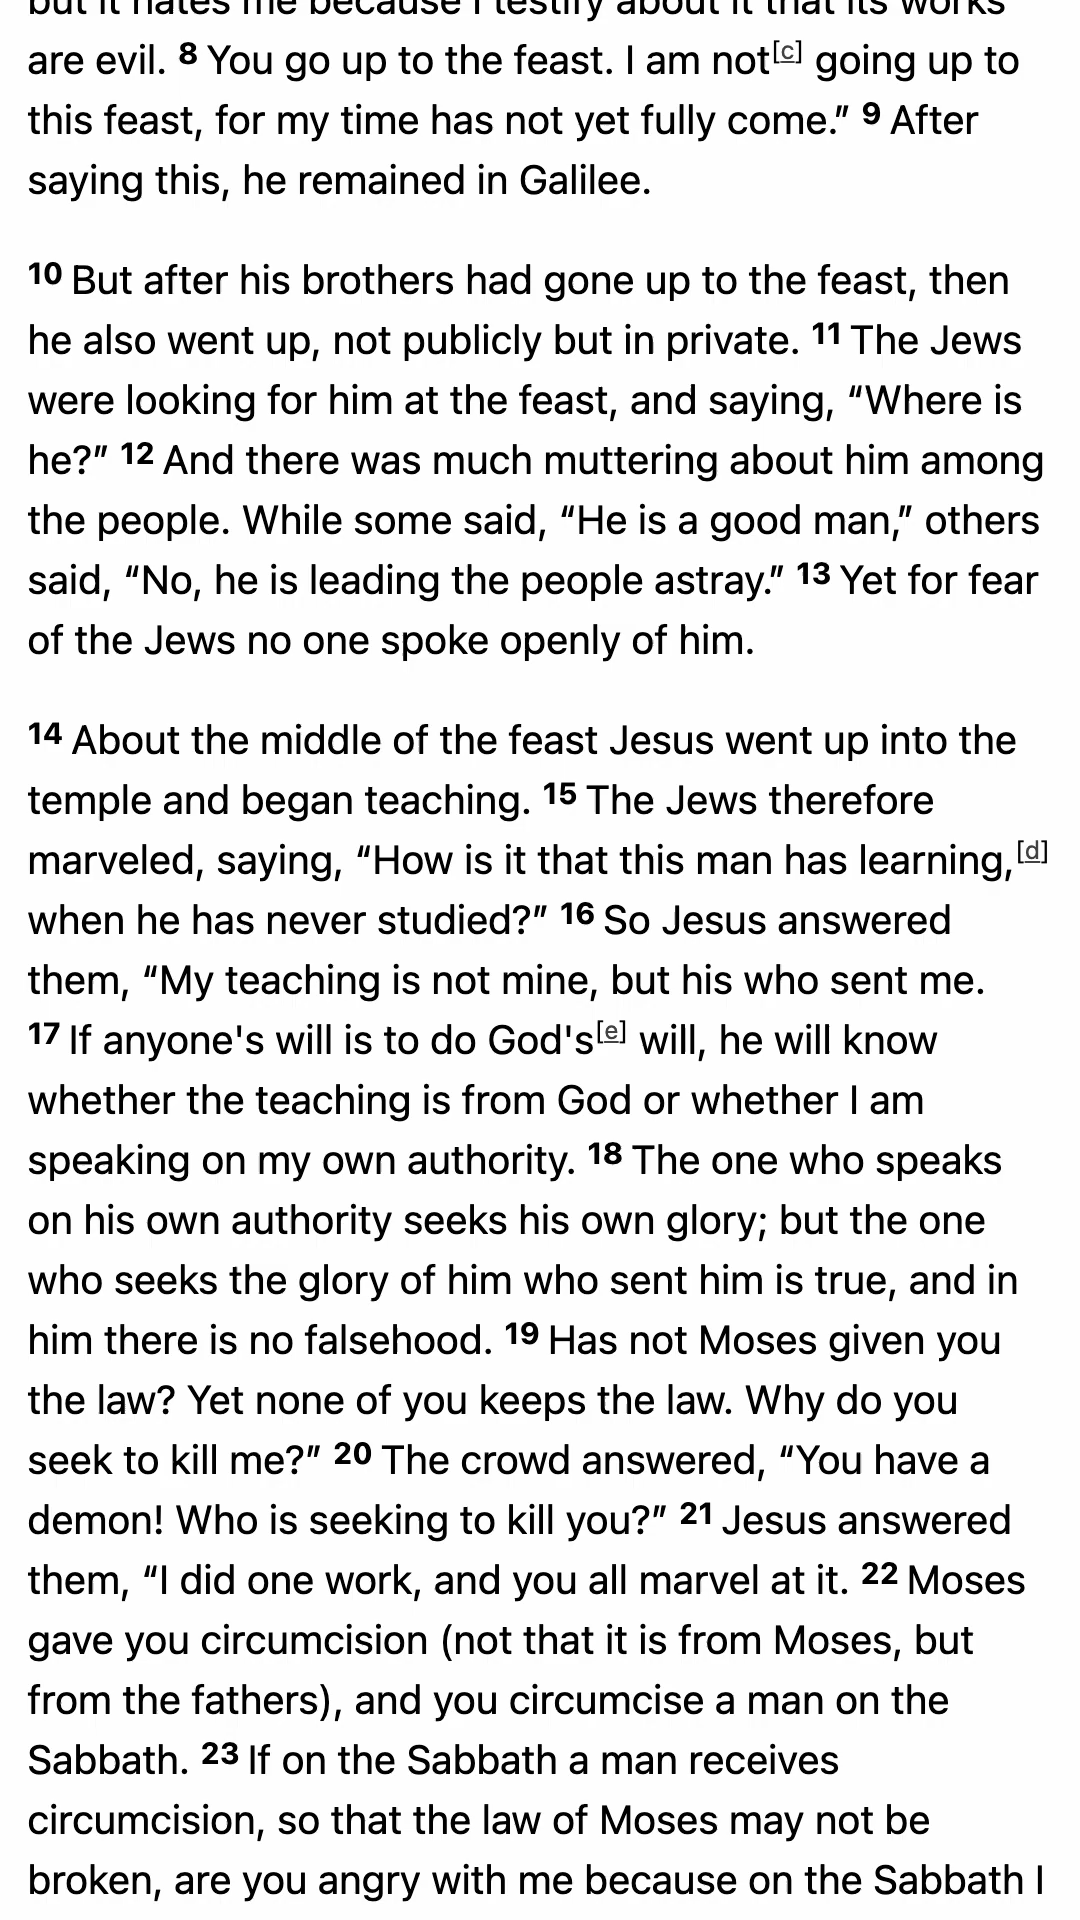 but it hates me because I testify about it that its works
are evil. 8 You go up to the feast. I am not[c] going up to
this feast, for my time has not yet fully come.” 9 After
saying this, he remained in Galilee.
10 But after his brothers had gone up to the feast, then
he also went up, not publicly but in private. 11 The Jews
were looking for him at the feast, and saying, “Where is
he?” 12 And there was much muttering about him among
the people. While some said, “He is a good man,” others
said, “No, he is leading the people astray.” 13 Yet for fear
of the Jews no one spoke openly of him.
14 About the middle of the feast Jesus went up into the
temple and began teaching. 15 The Jews therefore
marveled, saying, “How is it that this man has learning,[d]
when he has never studied?” 16 So Jesus answered
them, “My teaching is not mine, but his who sent me.
17 If anyone's will is to do God's[e] will, he will know
whether the teaching is from God or whether I am
speaking on my own authority. 18 The one who speaks
on his own authority seeks his own glory; but the one
who seeks the glory of him who sent him is true, and in
him there is no falsehood. 19 Has not Moses given you
the law? Yet none of you keeps the law. Why do you
seek to kill me?” 20 The crowd answered, “You have a
demon! Who is seeking to kill you?” 21 Jesus answered
them, “I did one work, and you all marvel at it. 22 Moses
gave you circumcision (not that it is from Moses, but
from the fathers), and you circumcise a man on the
Sabbath. 23 If on the Sabbath a man receives
circumcision, so that the law of Moses may not be
broken, are you angry with me because on the Sabbath I